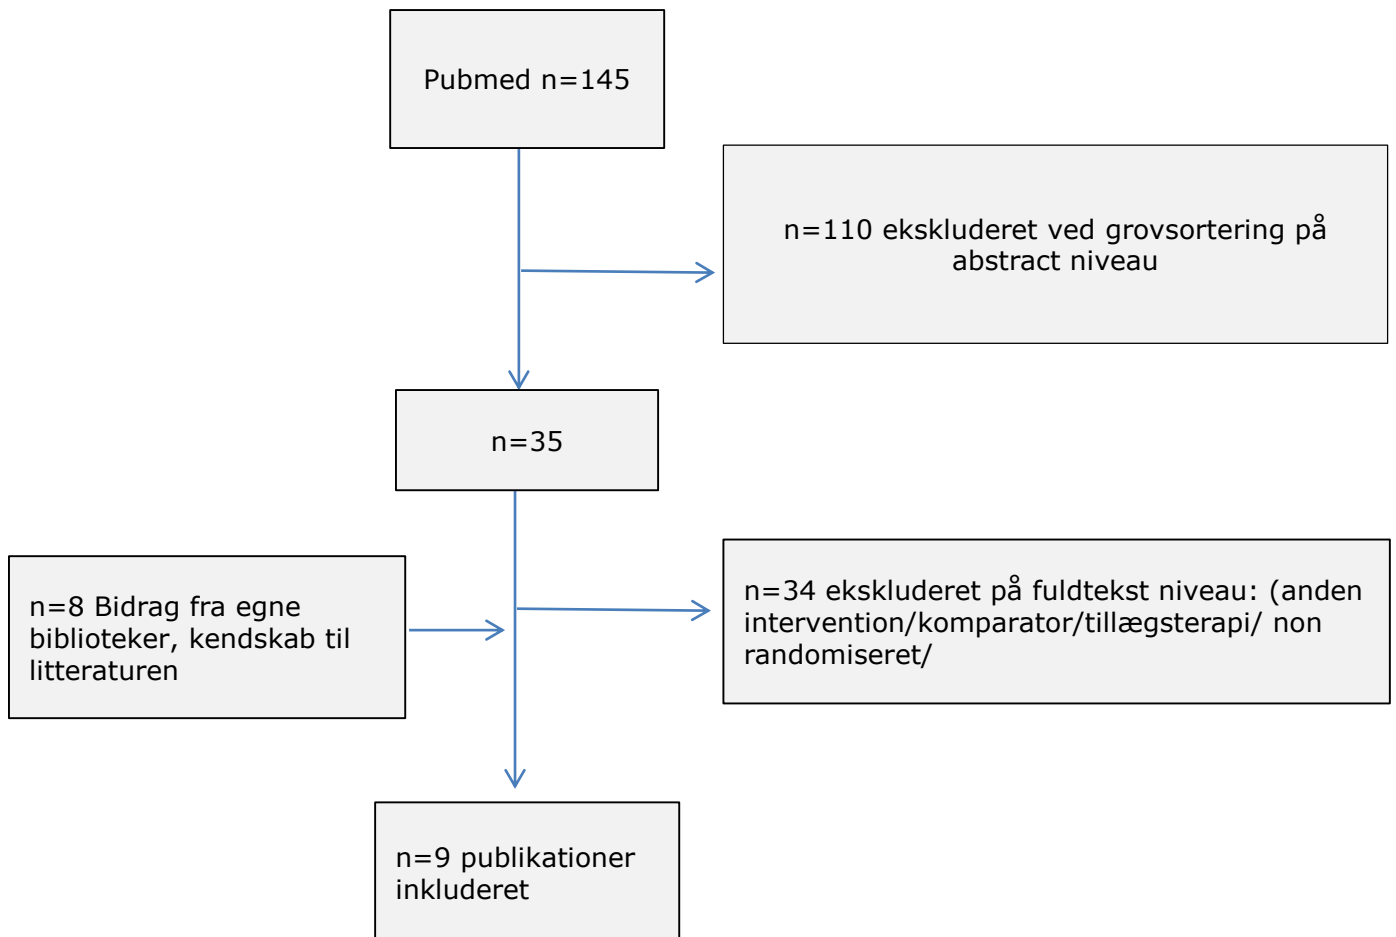 Pubmed n=145
n=110 ekskluderet ved grovsortering på
abstract niveau
n=35
n=8 Bidrag fra egne
biblioteker, kendskab til
litteraturen
n=34 ekskluderet på fuldtekst niveau: (anden
intervention/komparator/tillægsterapi/ non
randomiseret/
n=9 publikationer
inkluderet